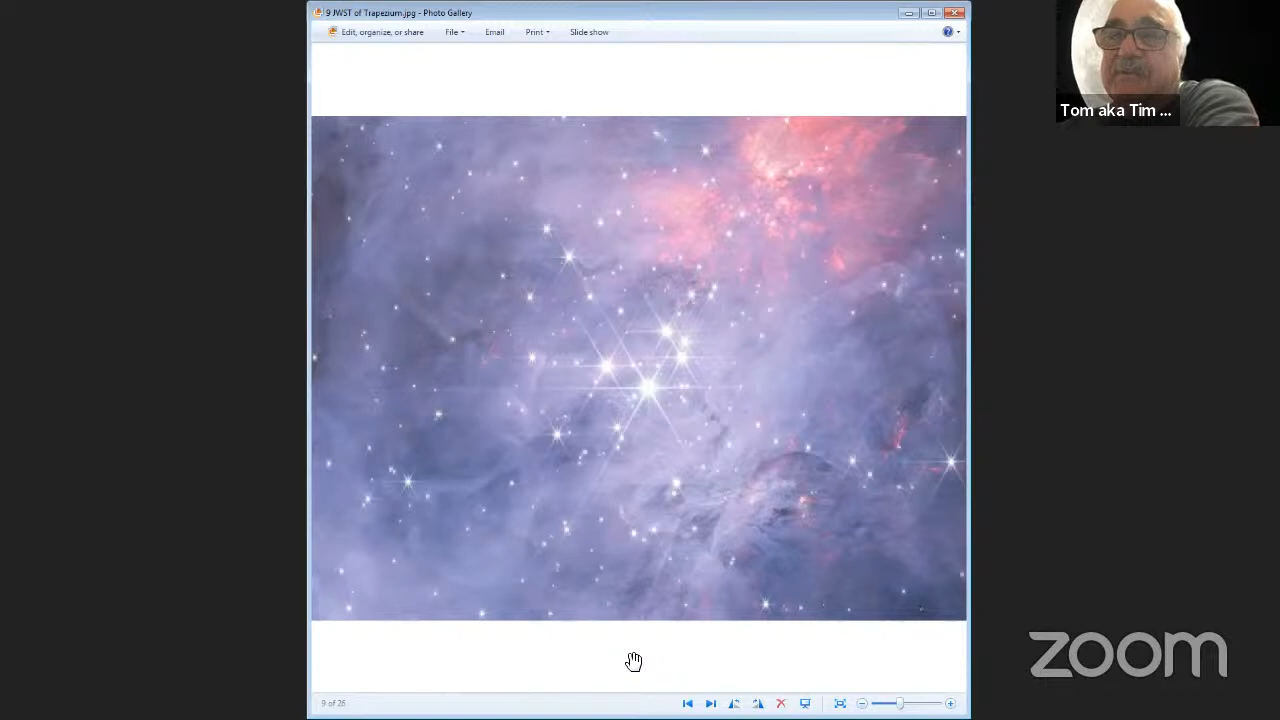 9 JWST of Trapezium.jpg - Photo Gallery
Edit, organize, or share File Email Print Slide show
Tom aka Tim ...
9 of 26
zoom